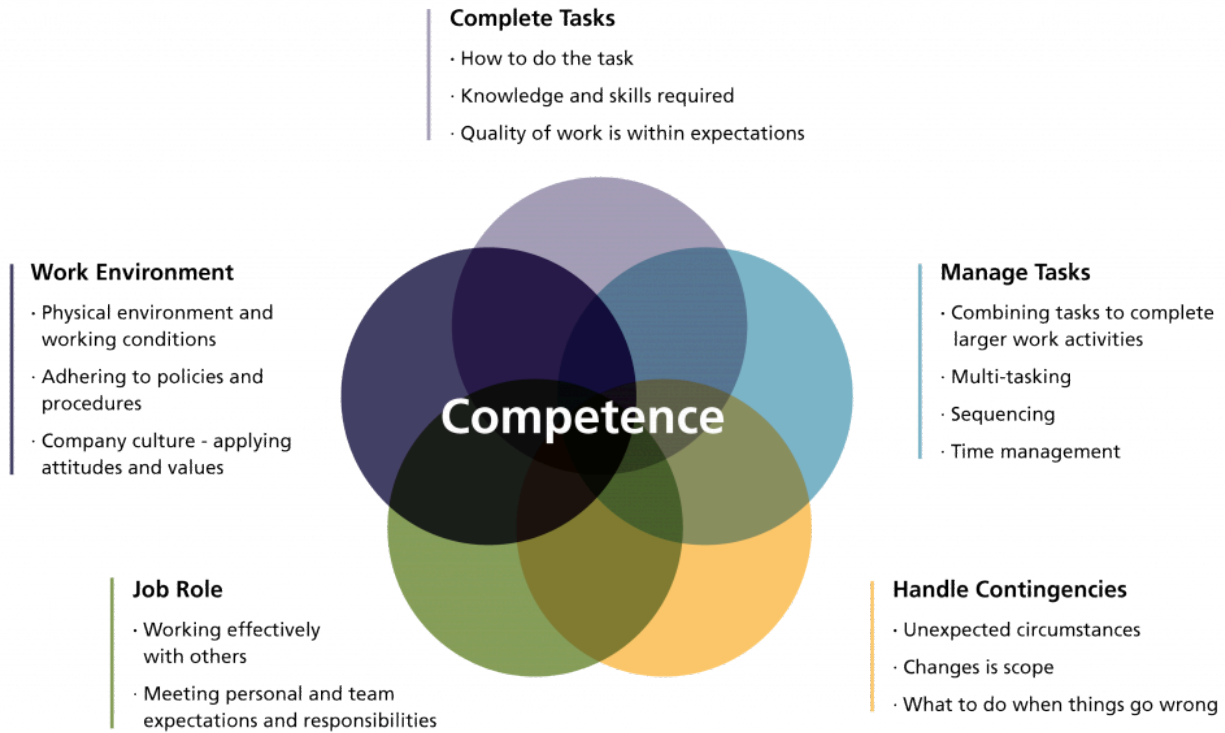 Complete Tasks
· How to do the task
· Knowledge and skills required
· Quality of work is within expectations
Work Environment
· Physical environment and
working conditions
· Adhering to policies and
procedures
· Company culture - applying
attitudes and values
Manage Tasks
· Combining tasks to complete
larger work activities
· Multi-tasking
· Sequencing
· Time management
Competence
Job Role
· Working effectively
with others
· Meeting personal and team
expectations and responsibilities
Handle Contingencies
· Unexpected circumstances
· Changes is scope
· What to do when things go wrong